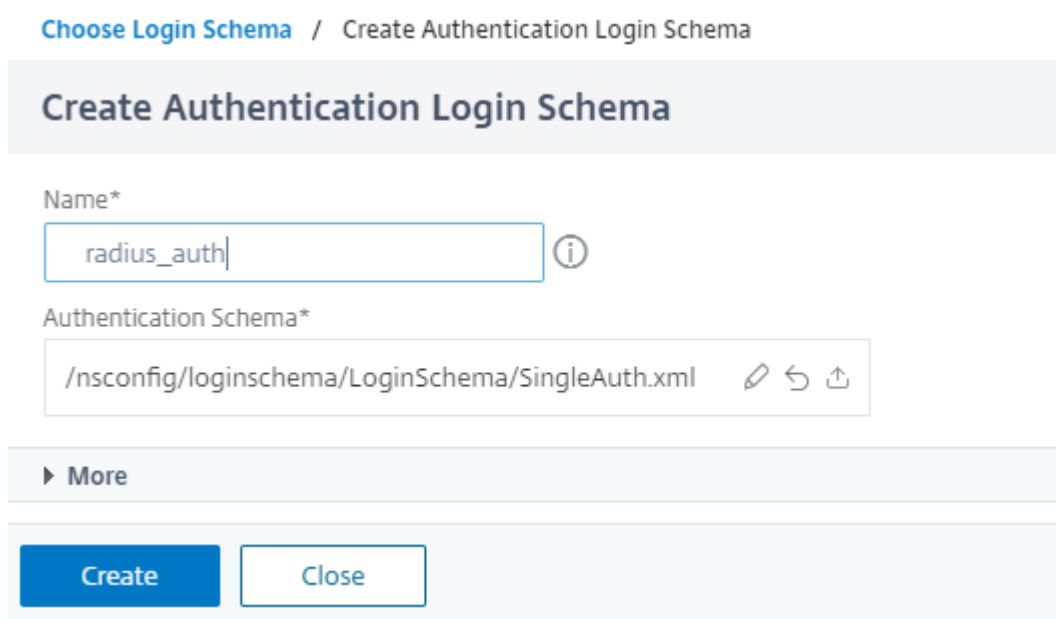 Choose Login Schema / Create Authentication Login Schema
Create Authentication Login Schema
Name*
radius_auth
Authentication Schema*
/nsconfig/loginschema/LoginSchema/SingleAuth.xml
More
Create Close